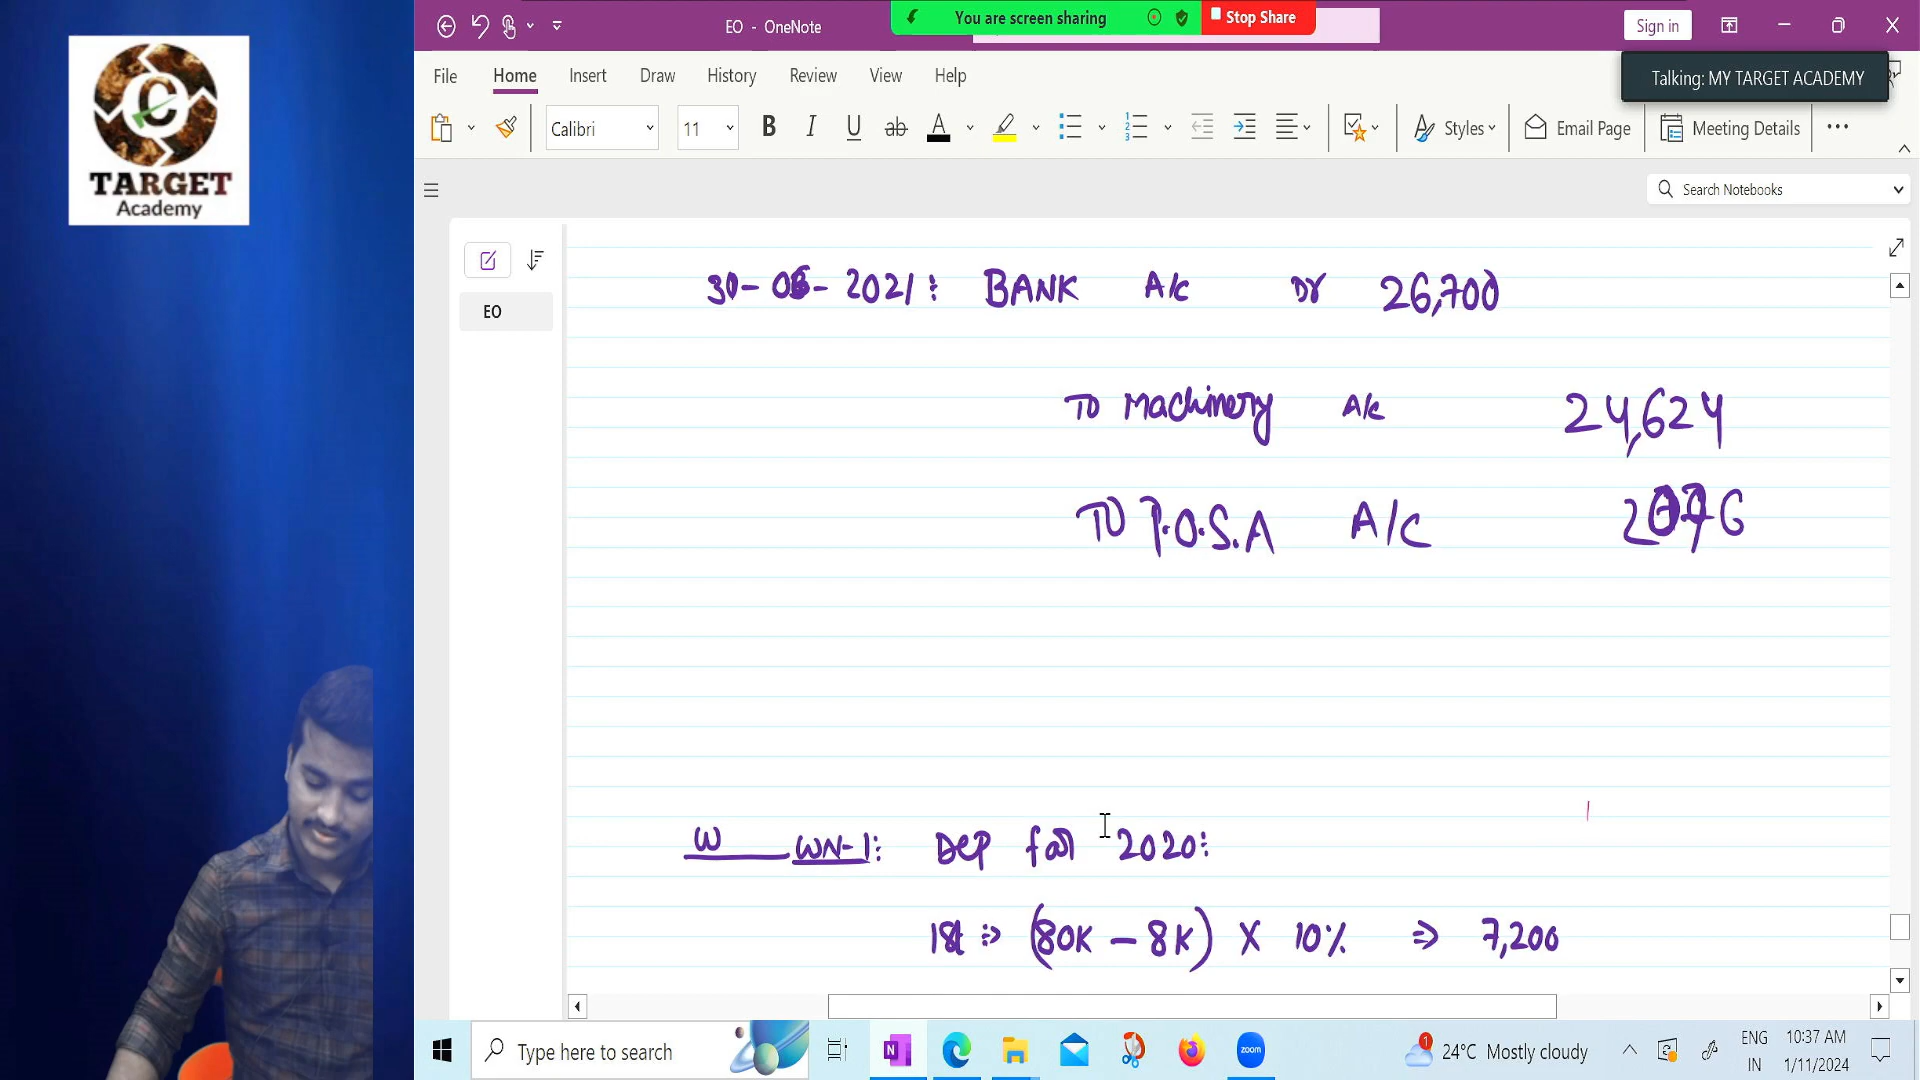 EO - OneNote
You are screen sharing
Stop Share
Sign in
Talking: MY TARGET ACADEMY
File Home Insert Draw History Review View Help
Calibri 11 B I U ab A Styles Email Page Meeting Details
Search Notebooks
TARGET
Academy
EO
30-06-2021: BANK A/c Dr 26,700
To Machinery A/c 24,624
To P.O.S.A A/C 2076
W WN-1: Dep for 2020:
1st => (80K - 8K) X 10% => 7,200
Type here to search
zoom
1
24°C Mostly cloudy
ENG
IN
10:37 AM
1/11/2024